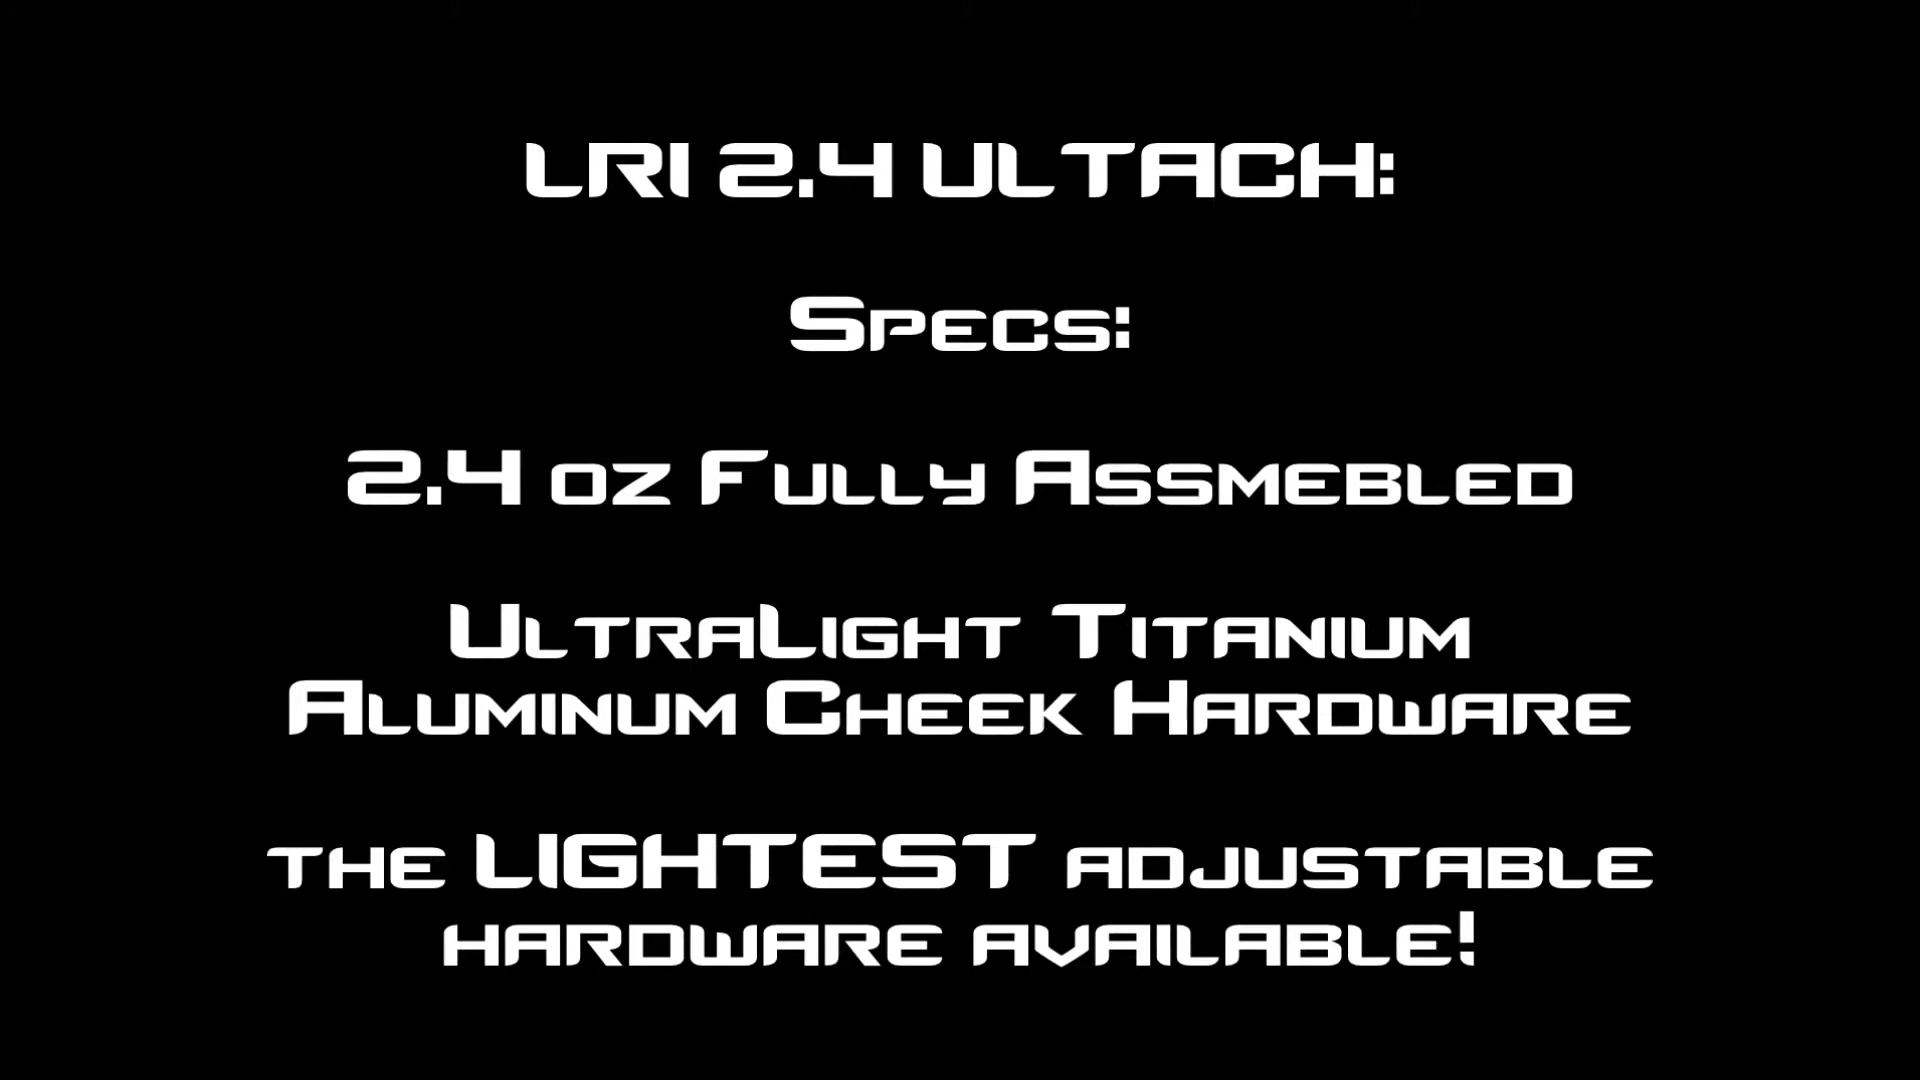 LRI 2.4 ULTACH:
Specs:
2.4 oz Fully Assmebled
UltraLight Titanium
Aluminum Cheek Hardware
the LIGHTEST adjustable
hardware available!